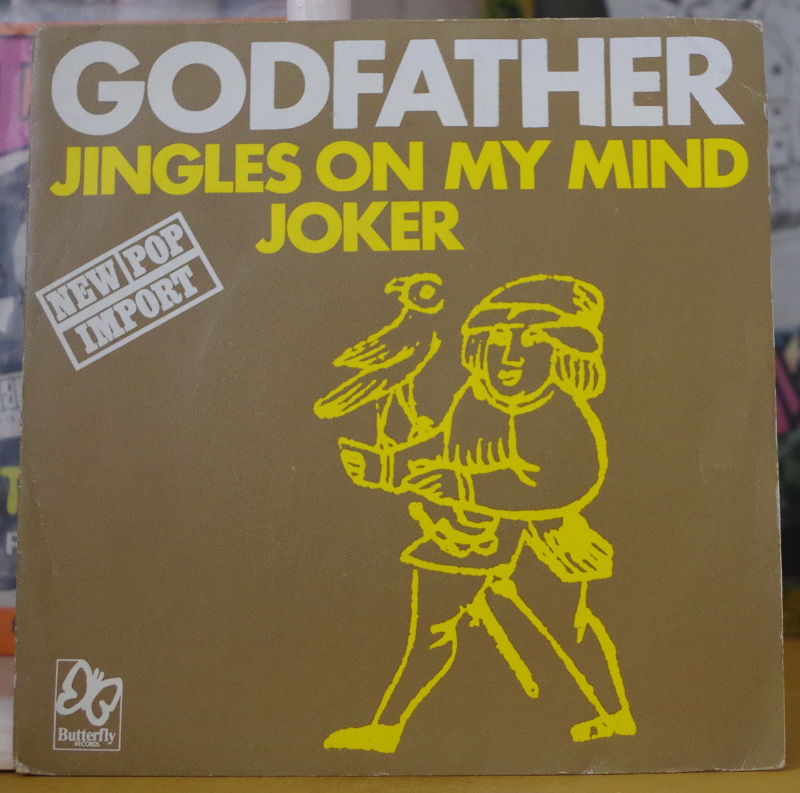 GODFATHER
JINGLES ON MY MIND
JOKER
NEW POP
IMPORT
Butterfly
RECORDS